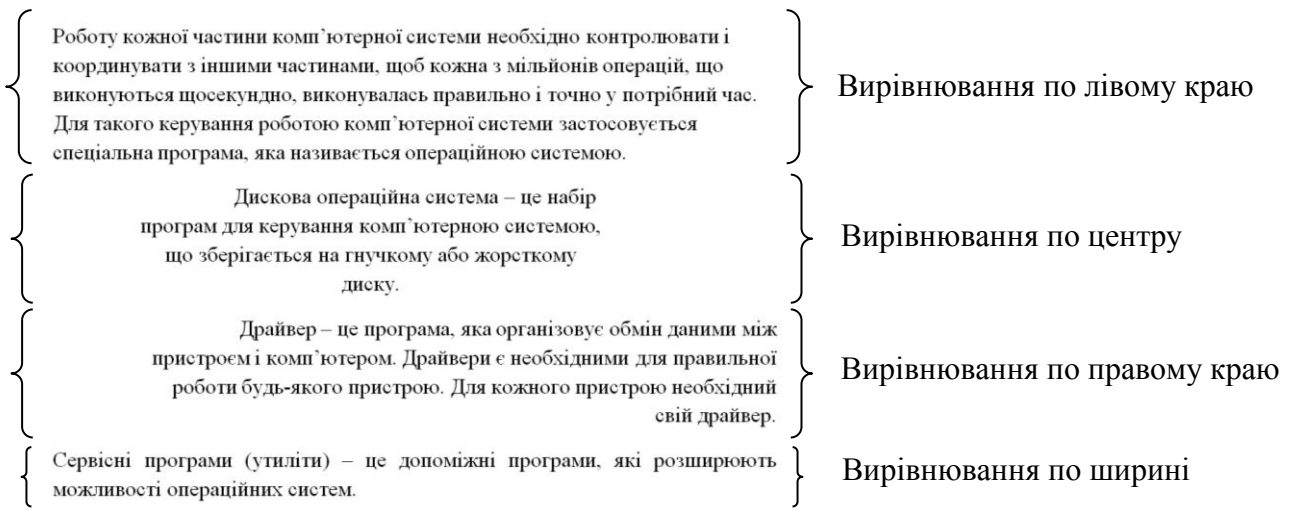 Роботу кожної частини комп’ютерної системи необхідно контролювати і
координувати з іншими частинами, щоб кожна з мільйонів операцій, що
виконуються щосекундно, виконувалась правильно і точно у потрібний час.
Для такого керування роботою комп’ютерної системи застосовується
спеціальна програма, яка називається операційною системою.
Вирівнювання по лівому краю
Дискова операційна система – це набір
програм для керування комп’ютерною системою,
що зберігається на гнучкому або жорсткому
диску.
Вирівнювання по центру
Драйвер – це програма, яка організовує обмін даними між
пристроєм і комп’ютером. Драйвери є необхідними для правильної
роботи будь-якого пристрою. Для кожного пристрою необхідний
свій драйвер.
Вирівнювання по правому краю
Сервісні програми (утиліти) – це допоміжні програми, які розширюють
можливості операційних систем.
Вирівнювання по ширині